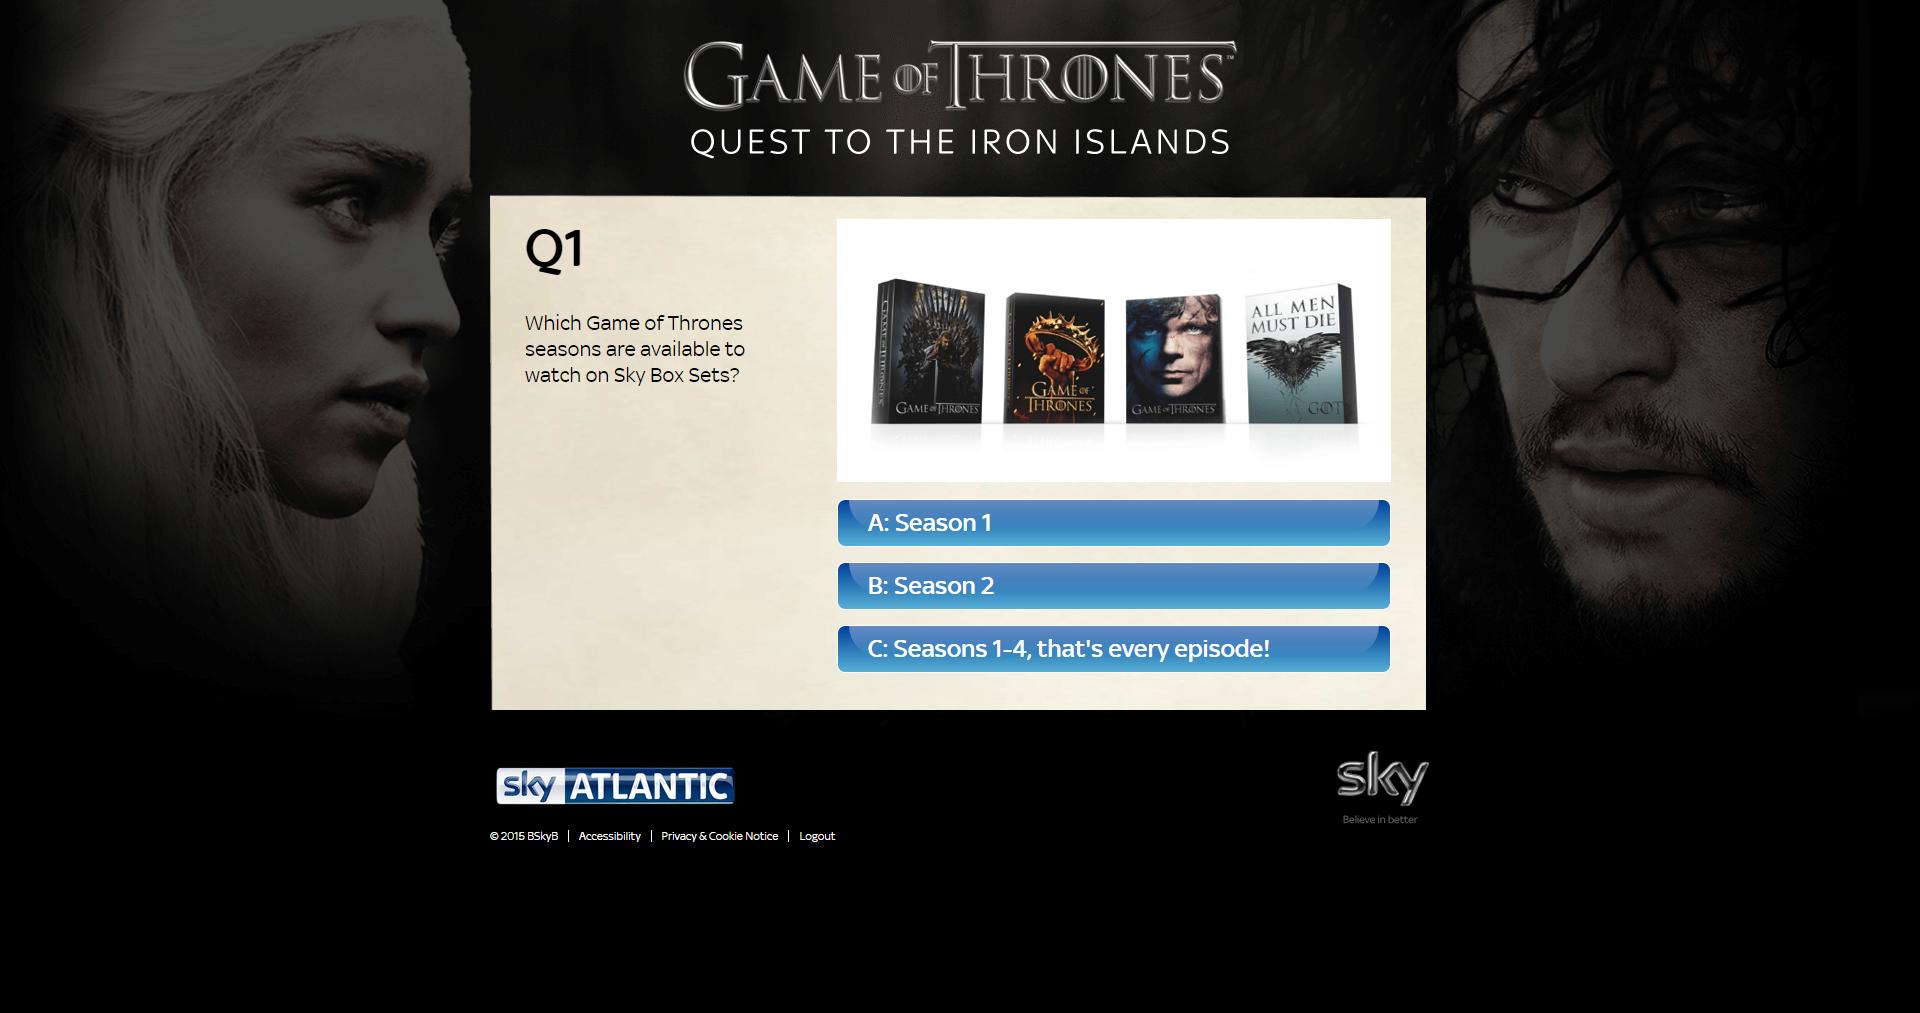 GAME OF THRONES™
QUEST TO THE IRON ISLANDS
Q1
Which Game of Thrones
seasons are available to
watch on Sky Box Sets?
GAME OF THRONES
GAME OF THRONES
GAME OF
THRONES
GAME OF THRONES
ALL MEN
MUST DIE
GOT
A: Season 1
B: Season 2
C: Seasons 1-4, that's every episode!
sky ATLANTIC
sky
Believe in better
© 2015 BSkyB | Accessibility | Privacy & Cookie Notice | Logout